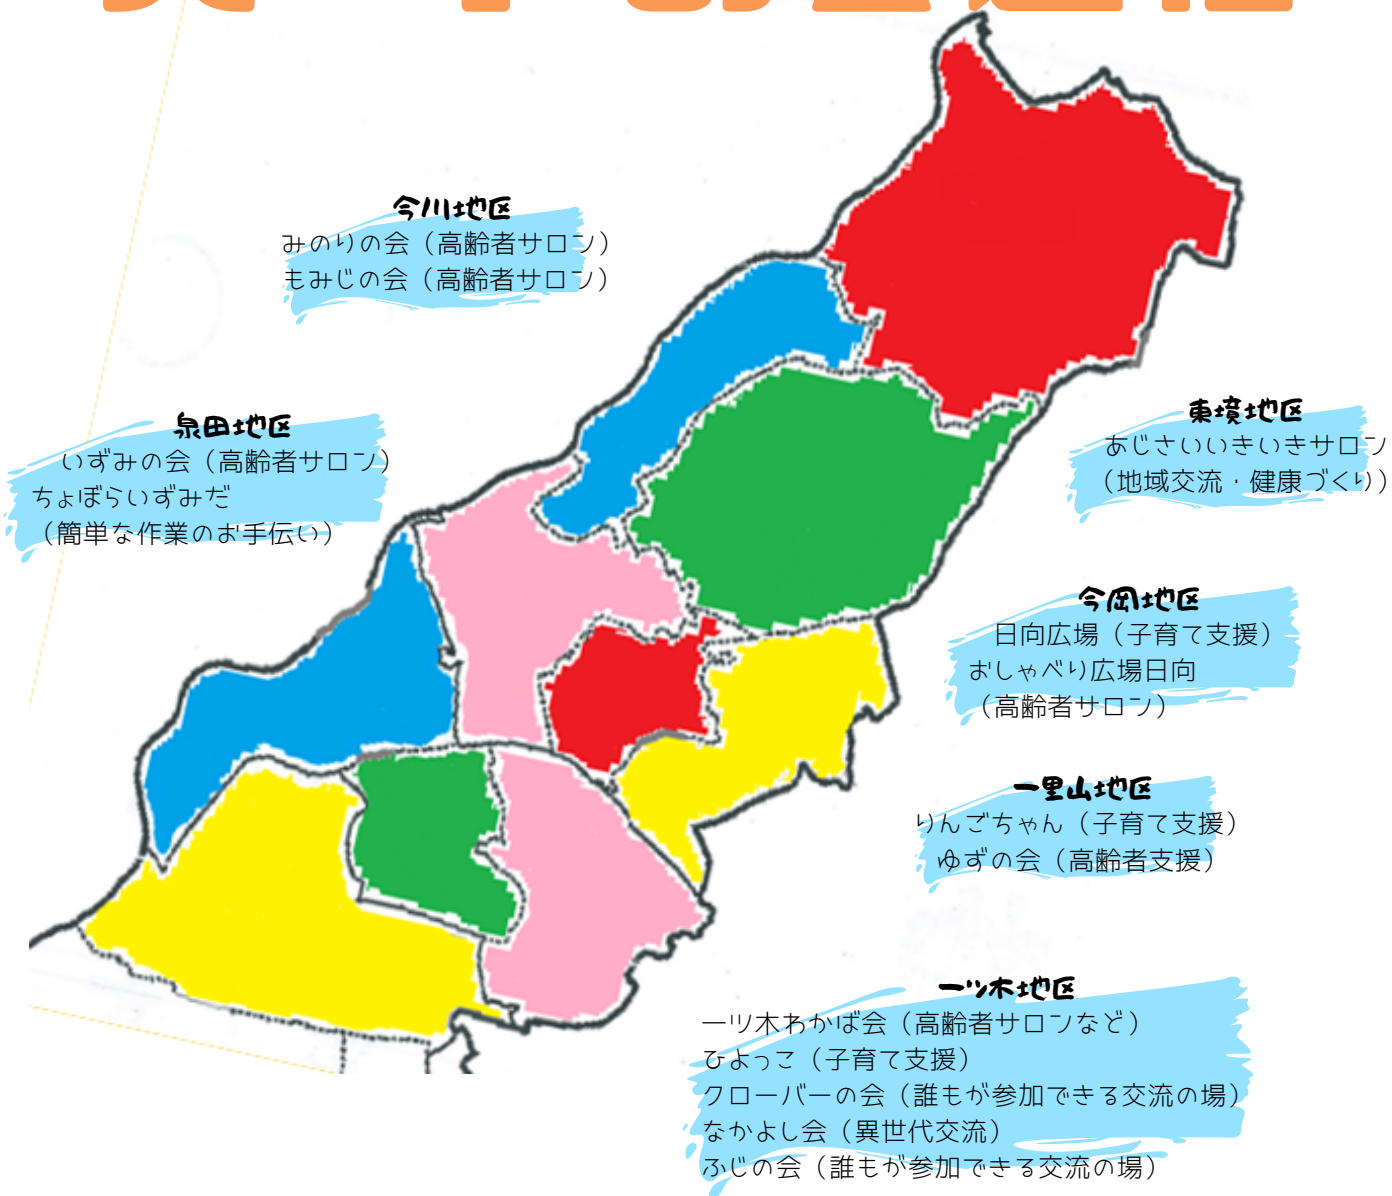 今川地区
みのりの会（高齢者サロン）
もみじの会（高齢者サロン）
泉田地区
いずみの会（高齢者サロン）
ちょぼらいずみだ
（簡単な作業のお手伝い）
東境地区
あじさいいきいきサロン
（地域交流・健康づくり）
今岡地区
日向広場（子育て支援）
おしゃべり広場日向
（高齢者サロン）
一里山地区
りんごちゃん（子育て支援）
ゆずの会（高齢者支援）
一ツ木地区
一ツ木わかば会（高齢者サロンなど）
ひよっこ（子育て支援）
クローバーの会（誰もが参加できる交流の場）
なかよし会（異世代交流）
ふじの会（誰もが参加できる交流の場）